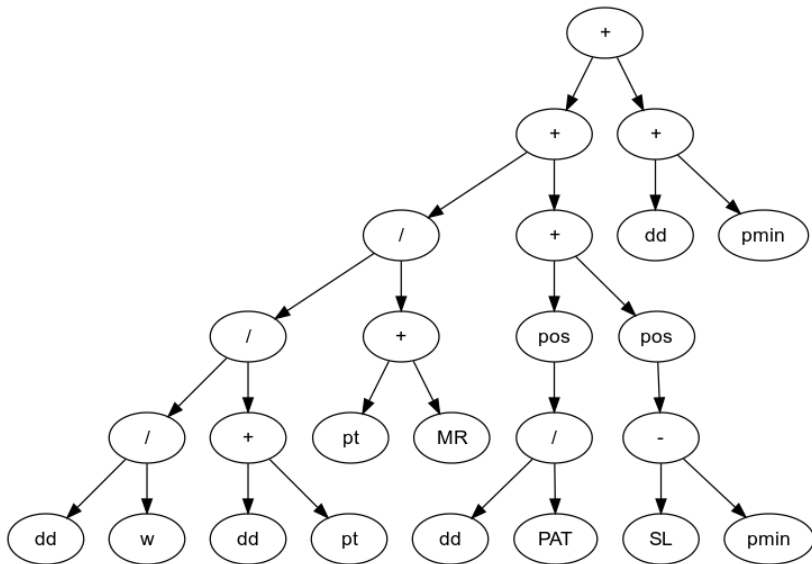 +
+ +
/ + dd pmin
/ + pos pos
/ + pt MR / -
dd w dd pt dd PAT SL pmin